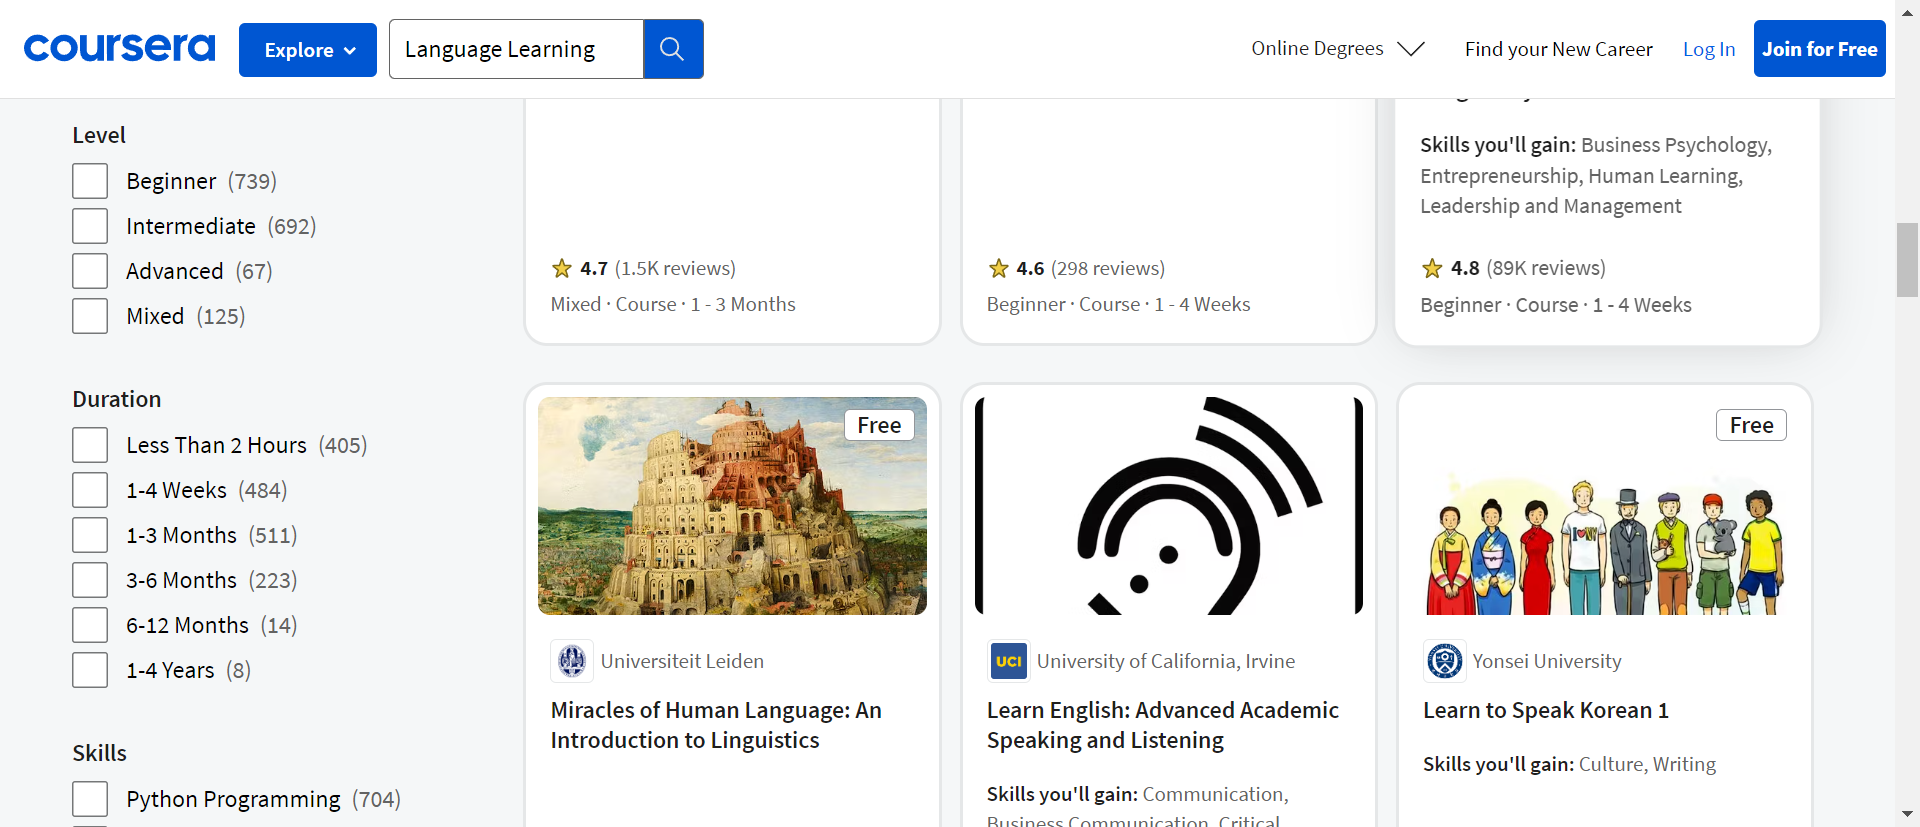 coursera
Explore
Language Learning
Online Degrees
Find your New Career
Log In
Join for Free
Level
Beginner (739)
Intermediate (692)
Advanced (67)
Mixed (125)
Duration
Less Than 2 Hours (405)
1-4 Weeks (484)
1-3 Months (511)
3-6 Months (223)
6-12 Months (14)
1-4 Years (8)
Skills
Python Programming (704)
4.7 (1.5K reviews)
Mixed · Course · 1 - 3 Months
4.6 (298 reviews)
Beginner · Course · 1 - 4 Weeks
Skills you'll gain: Business Psychology,
Entrepreneurship, Human Learning,
Leadership and Management
4.8 (89K reviews)
Beginner · Course · 1 - 4 Weeks
Free
Universiteit Leiden
Miracles of Human Language: An
Introduction to Linguistics
UCI
University of California, Irvine
Learn English: Advanced Academic
Speaking and Listening
Skills you'll gain: Communication,
Business Communication, Critical
Free
I NY
Yonsei University
Learn to Speak Korean 1
Skills you'll gain: Culture, Writing